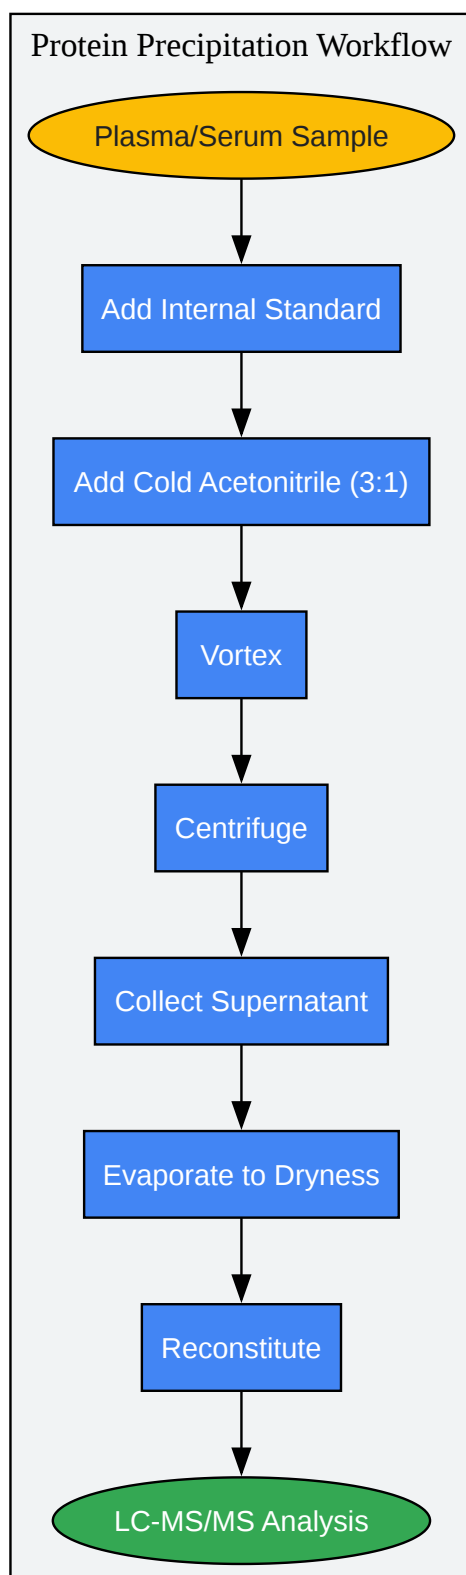 Protein Precipitation Workflow
Plasma/Serum Sample
Add Internal Standard
Add Cold Acetonitrile (3:1)
Vortex
Centrifuge
Collect Supernatant
Evaporate to Dryness
Reconstitute
LC-MS/MS Analysis